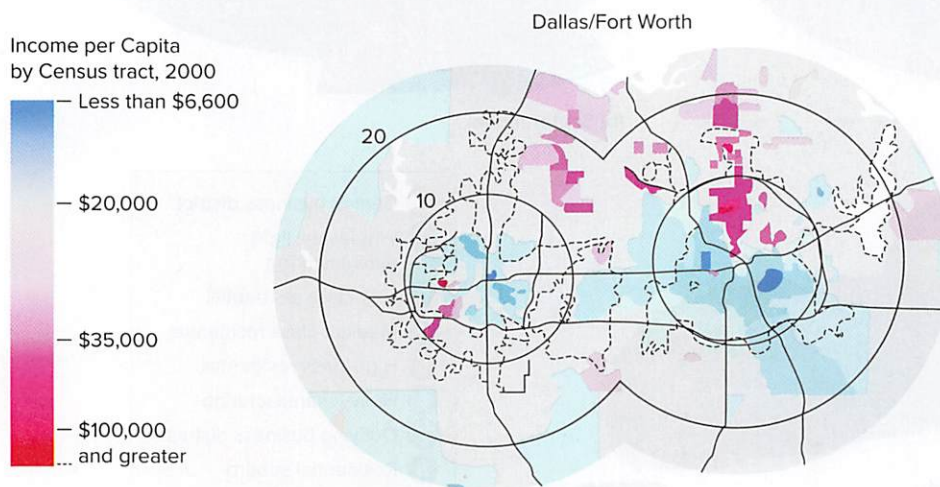 Dallas/Fort Worth
Income per Capita
by Census tract, 2000
Less than $6,600
$20,000
$35,000
$100,000
and greater
20
10